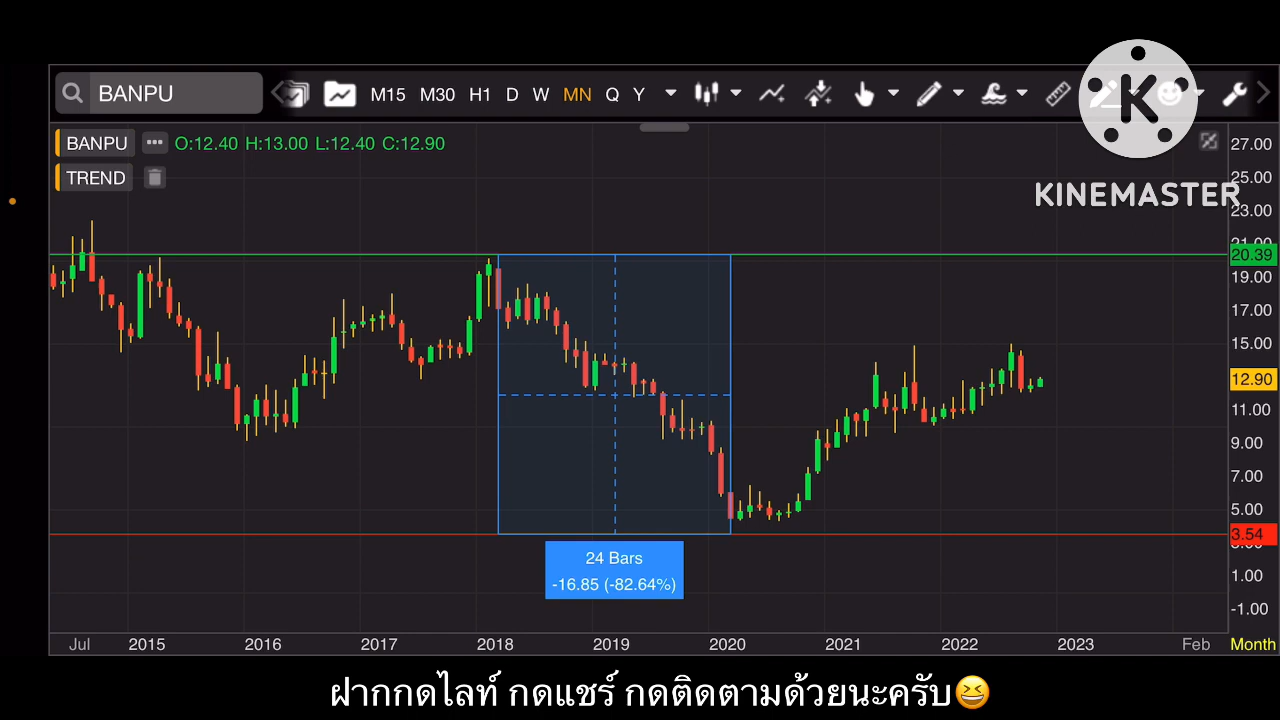 BANPU M15 M30 H1 D W MN Q Y
K
KINEMASTER
BANPU ••• O:12.40 H:13.00 L:12.40 C:12.90
TREND
27.00
25.00
23.00
21.00
20.39
19.00
17.00
15.00
12.90
11.00
9.00
7.00
5.00
3.54
3.00
1.00
-1.00
24 Bars
-16.85 (-82.64%)
Jul 2015 2016 2017 2018 2019 2020 2021 2022 2023 Feb Month
ฝากกดไลท์ กดแชร์ กดติดตามด้วยนะครับ😆